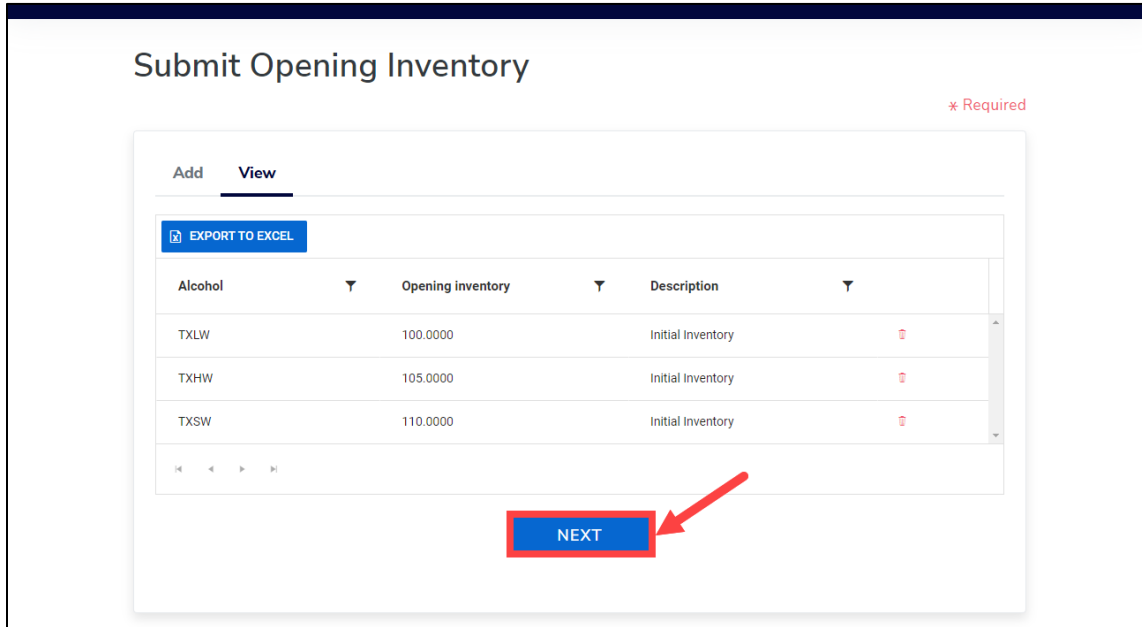 Submit Opening Inventory
* Required
Add View
EXPORT TO EXCEL
Alcohol Opening inventory Description
TXLW 100.0000 Initial Inventory
TXHW 105.0000 Initial Inventory
TXSW 110.0000 Initial Inventory
NEXT